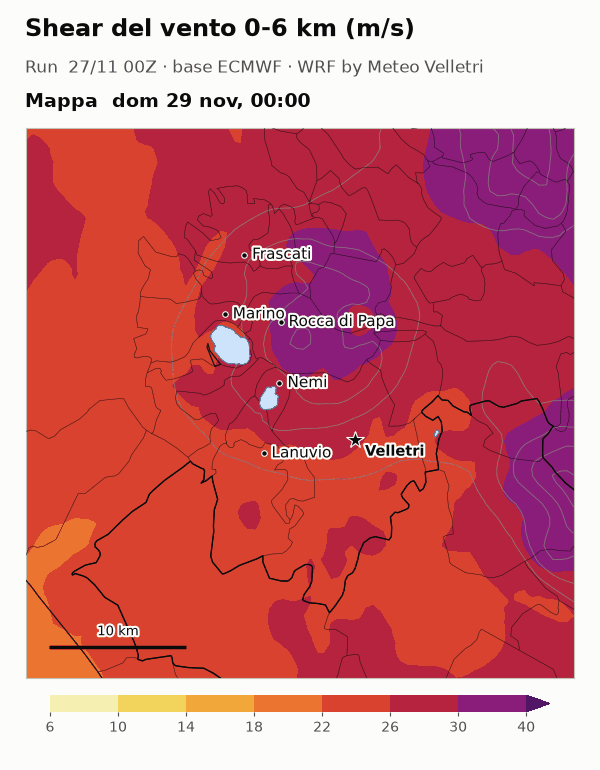 Shear del vento 0-6 km (m/s)
Run 27/11 00Z · base ECMWF · WRF by Meteo Velletri
Mappa dom 29 nov, 00:00
Frascati
Marino
Rocca di Papa
Nemi
Velletri
Lanuvio
10 km
6 10 14 18 22 26 30 40